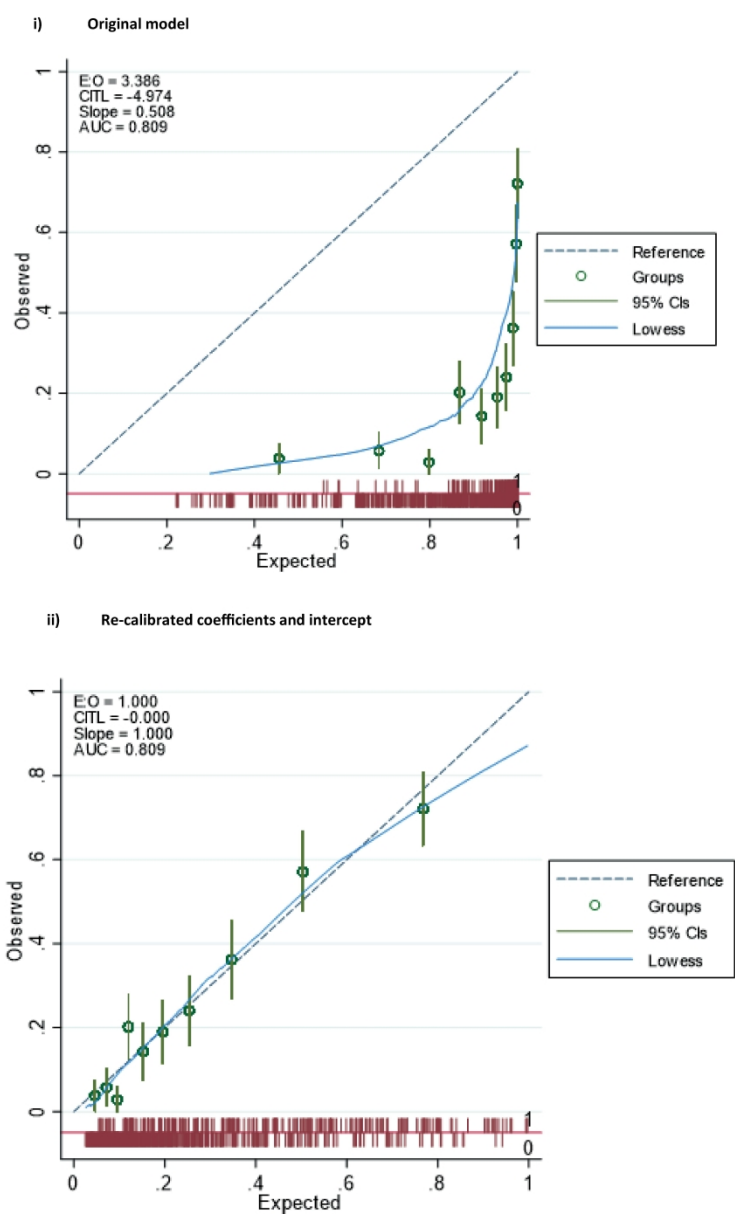 i) Original model
E:O = 3.386
CITL = -4.974
Slope = 0.508
AUC = 0.809
Observed
1
.8
.6
.4
.2
0
1
0
0 .2 .4 .6 .8 1
Expected
Reference
Groups
95% CIs
Lowess
ii) Re-calibrated coefficients and intercept
E:O = 1.000
CITL = -0.000
Slope = 1.000
AUC = 0.809
Observed
1
.8
.6
.4
.2
0
1
0
0 .2 .4 .6 .8 1
Expected
Reference
Groups
95% CIs
Lowess